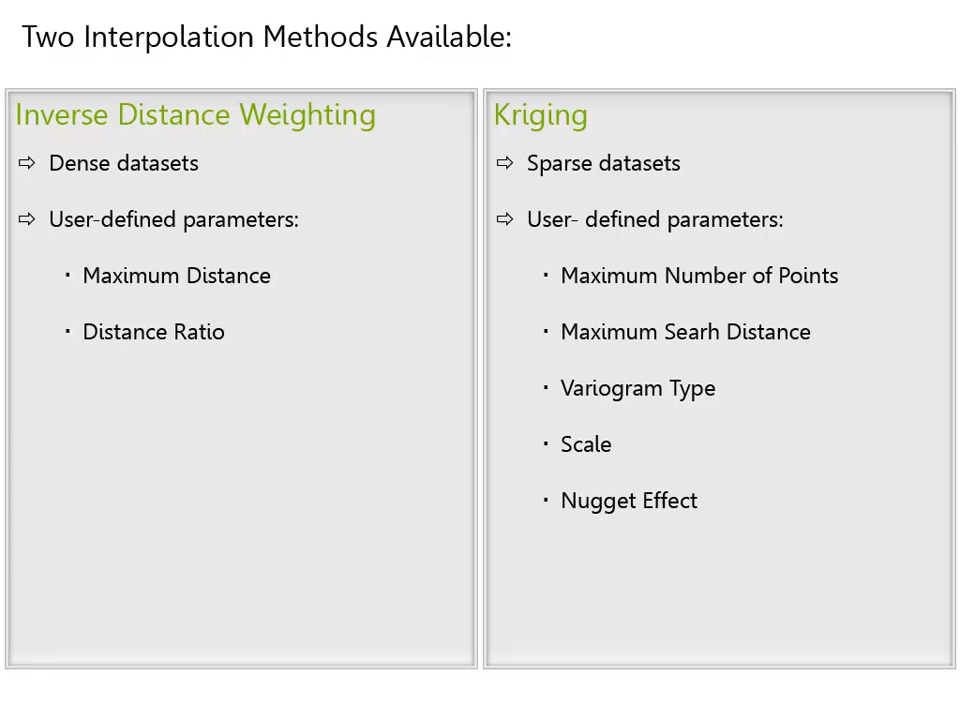 Two Interpolation Methods Available:
Inverse Distance Weighting
⇨ Dense datasets
⇨ User-defined parameters:
· Maximum Distance
· Distance Ratio
Kriging
⇨ Sparse datasets
⇨ User- defined parameters:
· Maximum Number of Points
· Maximum Searh Distance
· Variogram Type
· Scale
· Nugget Effect